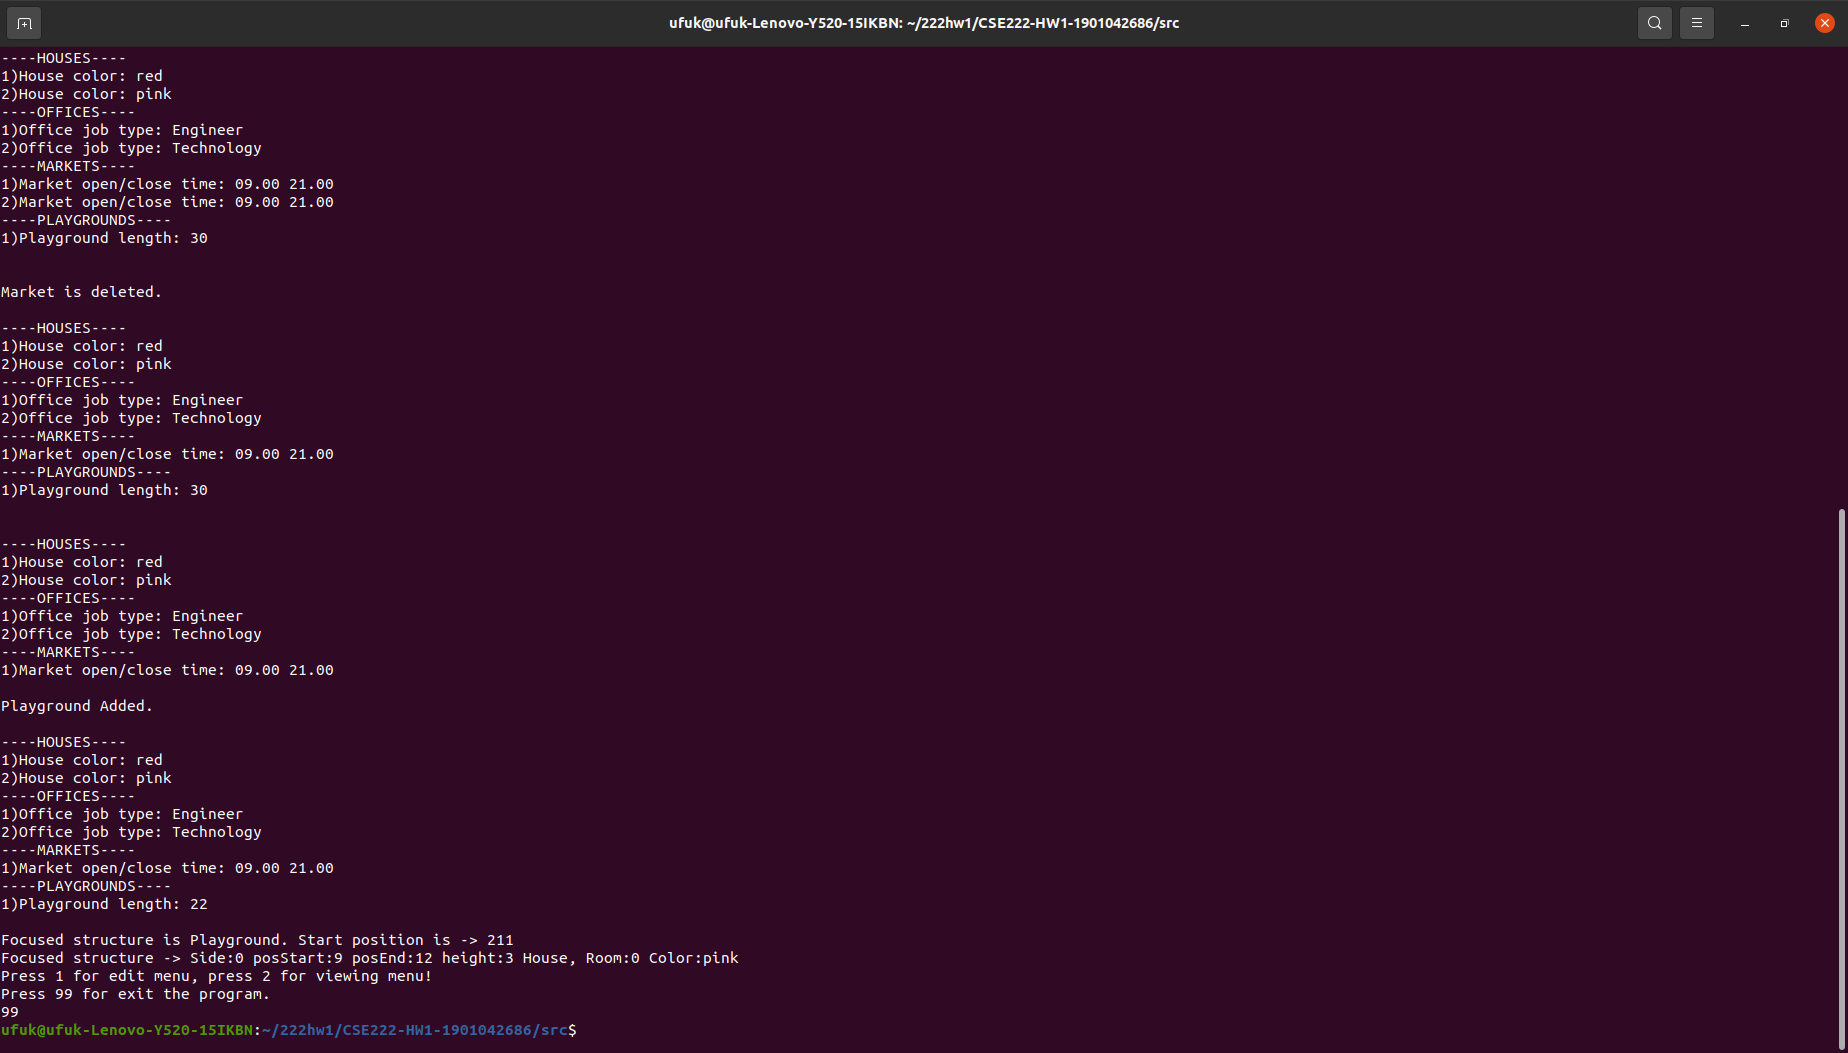 ufuk@ufuk-Lenovo-Y520-15IKBN: ~/222hw1/CSE222-HW1-1901042686/src
----HOUSES----
1)House color: red
2)House color: pink
----OFFICES----
1)Office job type: Engineer
2)Office job type: Technology
----MARKETS----
1)Market open/close time: 09.00 21.00
2)Market open/close time: 09.00 21.00
----PLAYGROUNDS----
1)Playground length: 30
Market is deleted.
----HOUSES----
1)House color: red
2)House color: pink
----OFFICES----
1)Office job type: Engineer
2)Office job type: Technology
----MARKETS----
1)Market open/close time: 09.00 21.00
----PLAYGROUNDS----
1)Playground length: 30
----HOUSES----
1)House color: red
2)House color: pink
----OFFICES----
1)Office job type: Engineer
2)Office job type: Technology
----MARKETS----
1)Market open/close time: 09.00 21.00
Playground Added.
----HOUSES----
1)House color: red
2)House color: pink
----OFFICES----
1)Office job type: Engineer
2)Office job type: Technology
----MARKETS----
1)Market open/close time: 09.00 21.00
----PLAYGROUNDS----
1)Playground length: 22
Focused structure is Playground. Start position is -> 211
Focused structure -> Side:0 posStart:9 posEnd:12 height:3 House, Room:0 Color:pink
Press 1 for edit menu, press 2 for viewing menu!
Press 99 for exit the program.
99
ufuk@ufuk-Lenovo-Y520-15IKBN:~/222hw1/CSE222-HW1-1901042686/src$